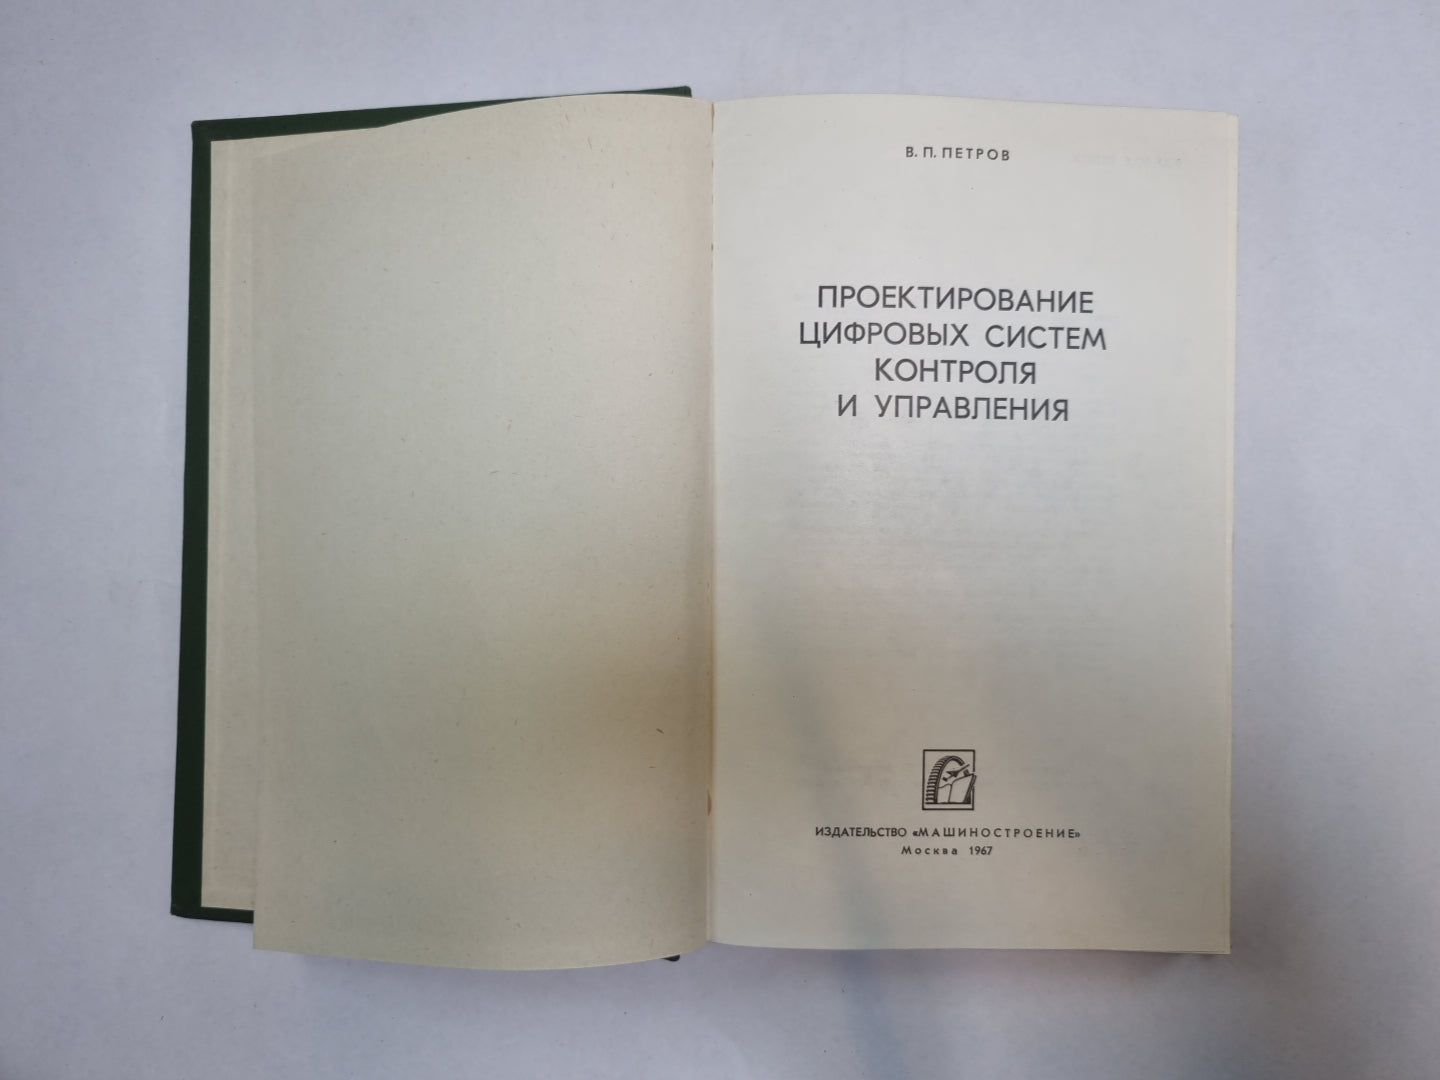 В. П. ПЕТРОВ
ПРОЕКТИРОВАНИЕ
ЦИФРОВЫХ СИСТЕМ
КОНТРОЛЯ
И УПРАВЛЕНИЯ
ИЗДАТЕЛЬСТВО «МАШИНОСТРОЕНИЕ»
Москва 1967